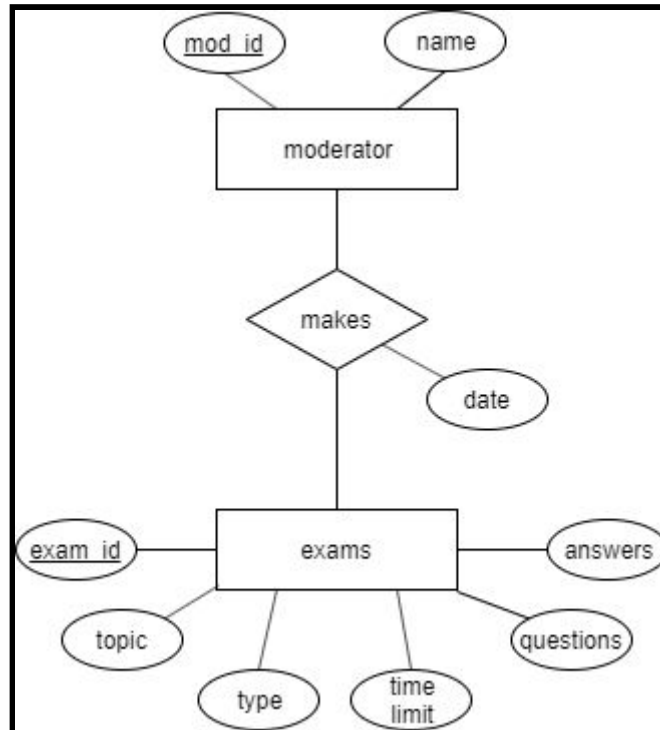 mod_id
name
moderator
makes
date
exams
exam_id
answers
topic
questions
type
time
limit